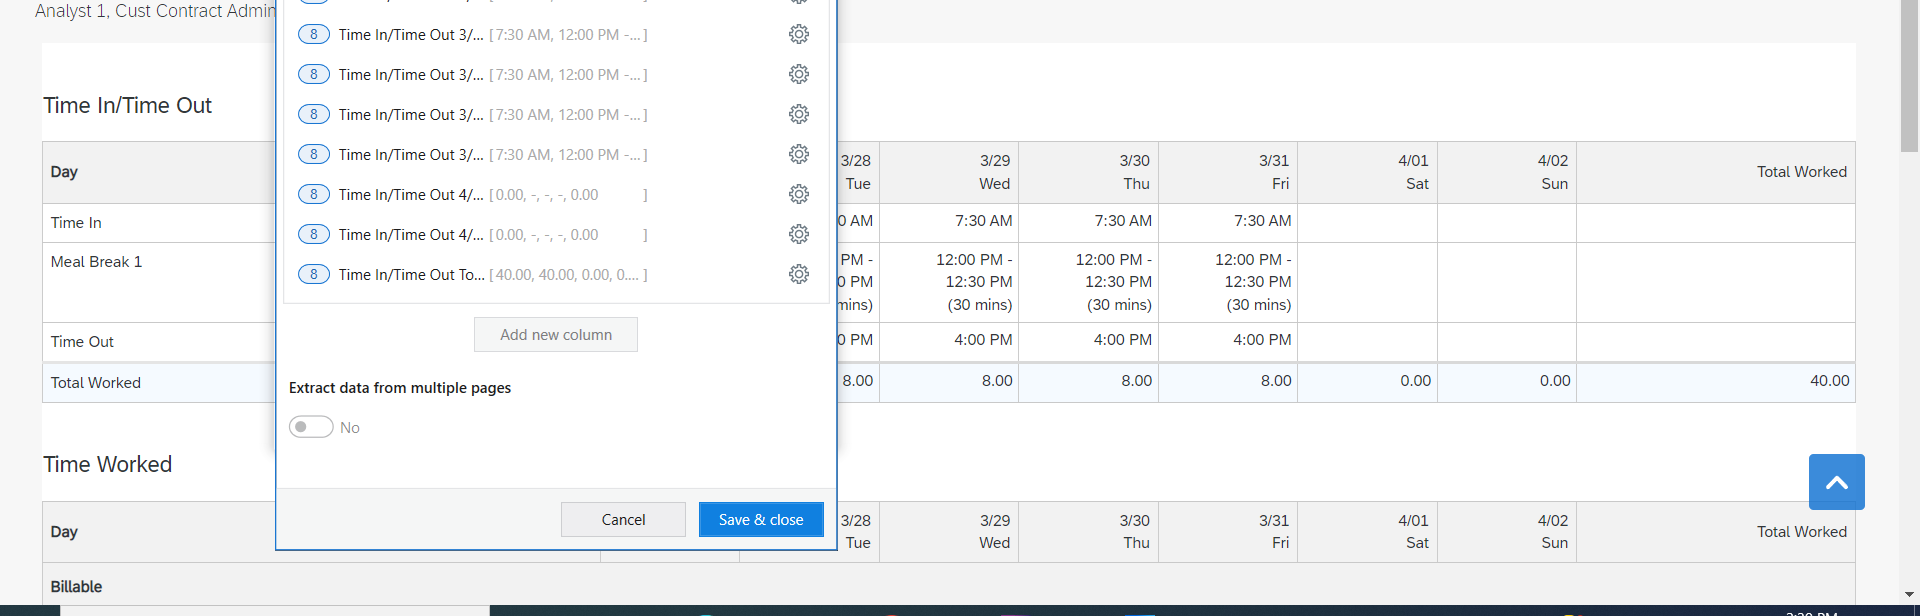 Analyst 1, Cust Contract Admin
8 Time In/Time Out 3/... [7:30 AM, 12:00 PM -... ]
8 Time In/Time Out 3/... [7:30 AM, 12:00 PM -... ]
8 Time In/Time Out 3/... [7:30 AM, 12:00 PM -... ]
8 Time In/Time Out 3/... [7:30 AM, 12:00 PM -... ]
8 Time In/Time Out 4/... [0.00, -, -, -, 0.00 ]
8 Time In/Time Out 4/... [0.00, -, -, -, 0.00 ]
8 Time In/Time Out To... [40.00, 40.00, 0.00, 0.... ]
Add new column
Extract data from multiple pages
No
Cancel Save & close
Time In/Time Out
Day 3/28 Tue 3/29 Wed 3/30 Thu 3/31 Fri 4/01 Sat 4/02 Sun Total Worked
Time In 0 AM 7:30 AM 7:30 AM 7:30 AM
Meal Break 1 PM - 12:00 PM - 12:00 PM - 12:00 PM -
0 PM 12:30 PM 12:30 PM 12:30 PM
mins) (30 mins) (30 mins) (30 mins)
Time Out 0 PM 4:00 PM 4:00 PM 4:00 PM
Total Worked 8.00 8.00 8.00 8.00 0.00 0.00 40.00
Time Worked
Day 3/28 Tue 3/29 Wed 3/30 Thu 3/31 Fri 4/01 Sat 4/02 Sun Total Worked
Billable